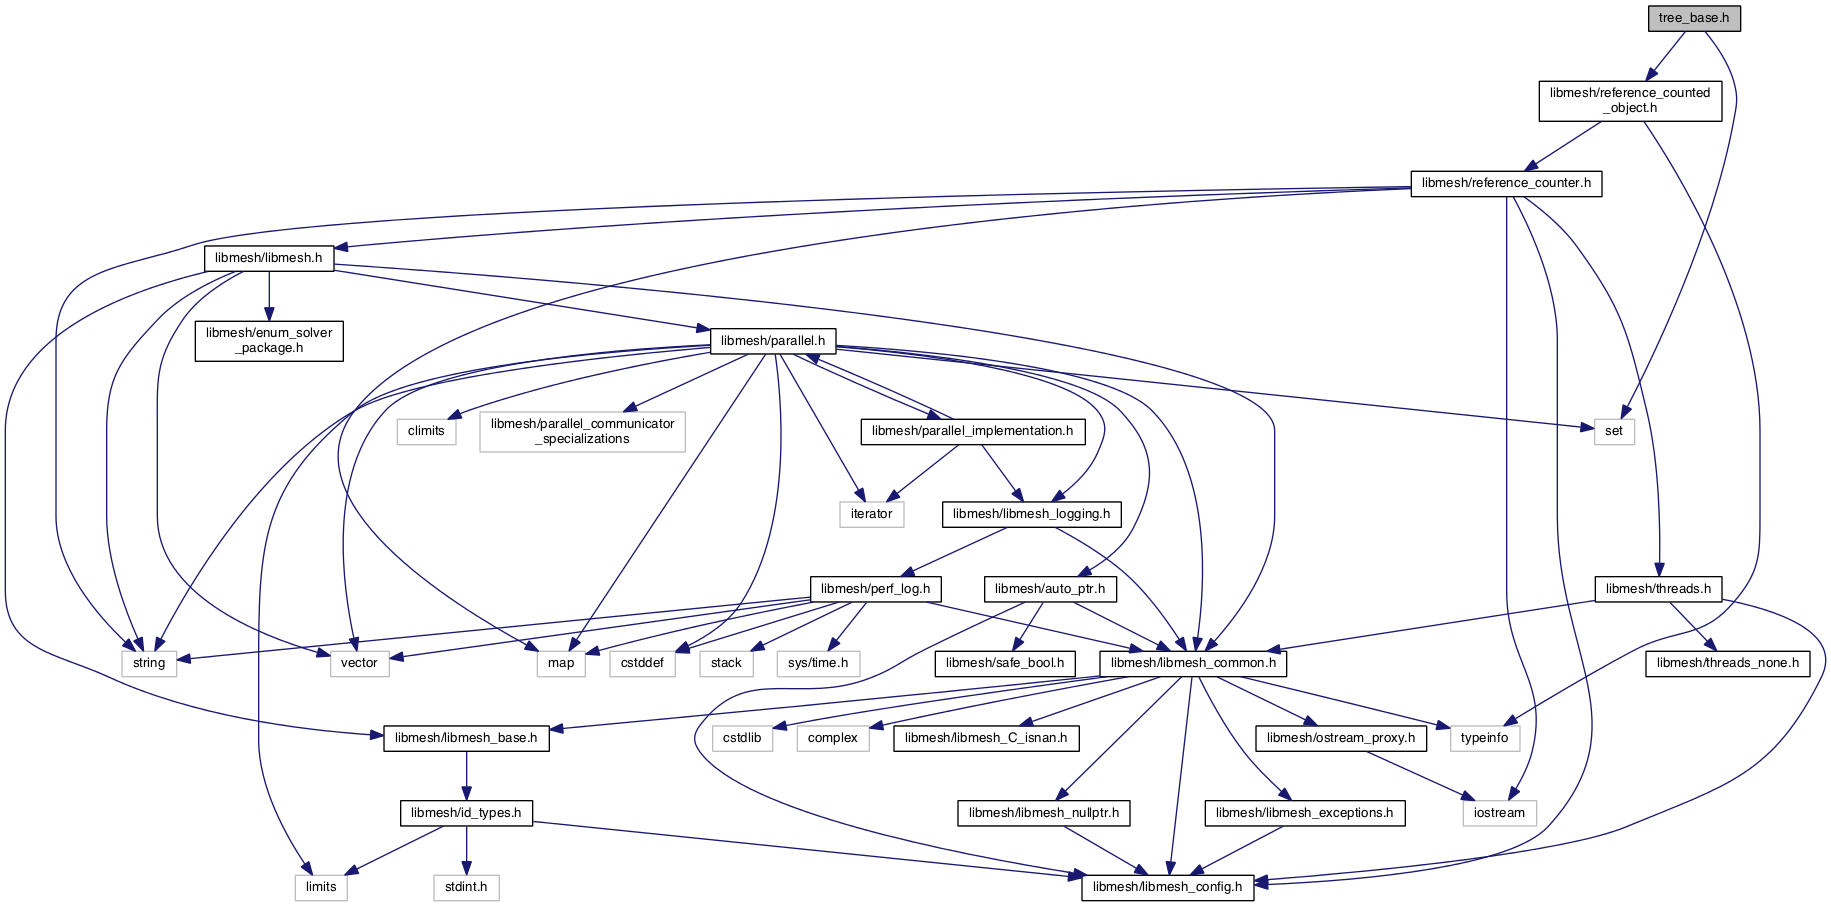 tree_base.h
libmesh/reference_counted
_object.h
libmesh/reference_counter.h
libmesh/libmesh.h
libmesh/enum_solver
_package.h
libmesh/parallel.h
climits
libmesh/parallel_communicator
_specializations
libmesh/parallel_implementation.h
set
iterator
libmesh/libmesh_logging.h
libmesh/perf_log.h
libmesh/auto_ptr.h
libmesh/threads.h
string
vector
map
cstddef
stack
sys/time.h
libmesh/safe_bool.h
libmesh/libmesh_common.h
libmesh/threads_none.h
libmesh/libmesh_base.h
cstdlib
complex
libmesh/libmesh_C_isnan.h
libmesh/ostream_proxy.h
typeinfo
libmesh/id_types.h
libmesh/libmesh_nullptr.h
libmesh/libmesh_exceptions.h
iostream
limits
stdint.h
libmesh/libmesh_config.h